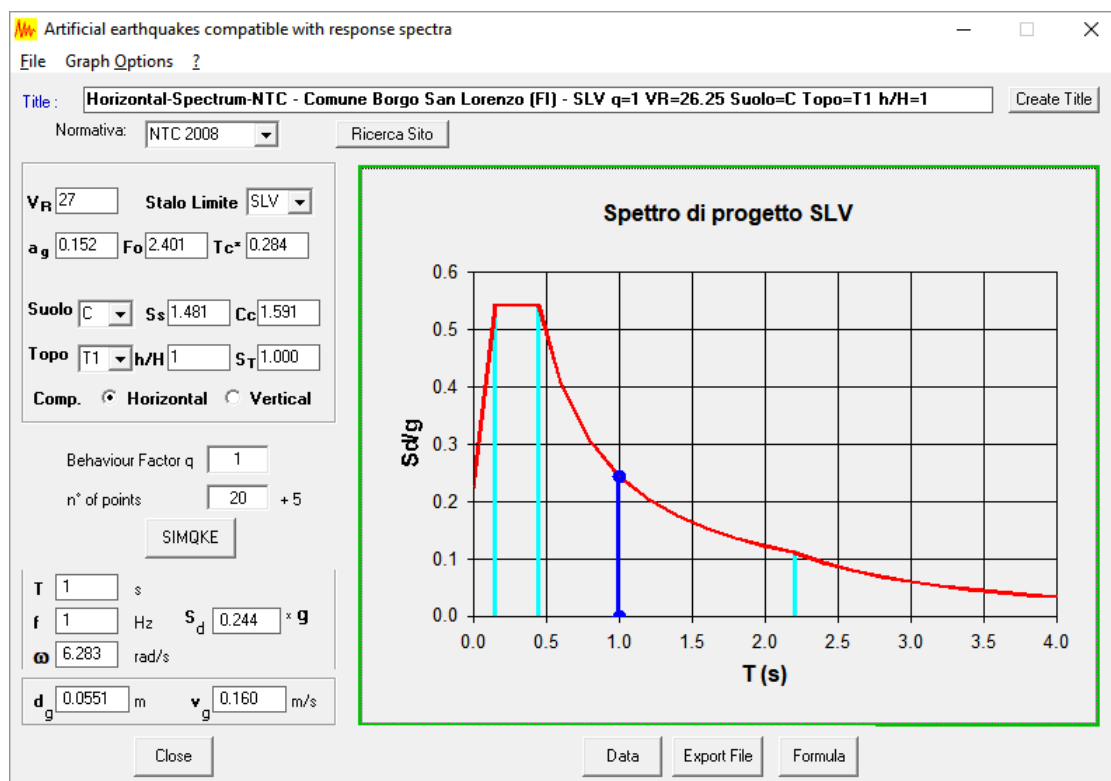 Artificial earthquakes compatible with response spectra
File Graph Options ?
Title : Horizontal-Spectrum-NTC - Comune Borgo San Lorenzo (FI) - SLV q=1 VR=26.25 Suolo=C Topo=T1 h/H=1 Create Title
Normativa: NTC 2008 Ricerca Sito
VR 27 Stalo Limite SLV
ag 0.152 Fo 2.401 Tc* 0.284
Suolo C Ss 1.481 Cc 1.591
Topo T1 h/H 1 ST 1.000
Comp. Horizontal Vertical
Behaviour Factor q 1
n° of points 20 + 5
SIMQKE
T 1 s
f 1 Hz Sd 0.244 × g
ω 6.283 rad/s
dg 0.0551 m vg 0.160 m/s
Close
Spettro di progetto SLV
Sd/g
0.6
0.5
0.4
0.3
0.2
0.1
0.0
0.0 0.5 1.0 1.5 2.0 2.5 3.0 3.5 4.0
T (s)
Data Export File Formula